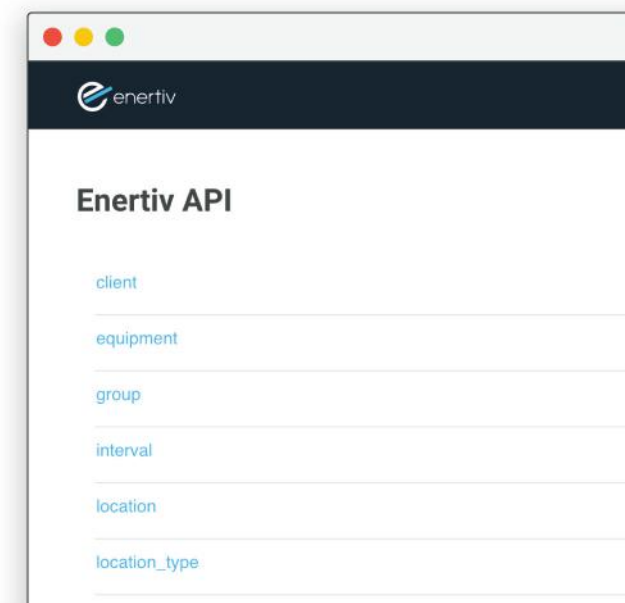 enertiv
Enertiv API
client
equipment
group
interval
location
location_type